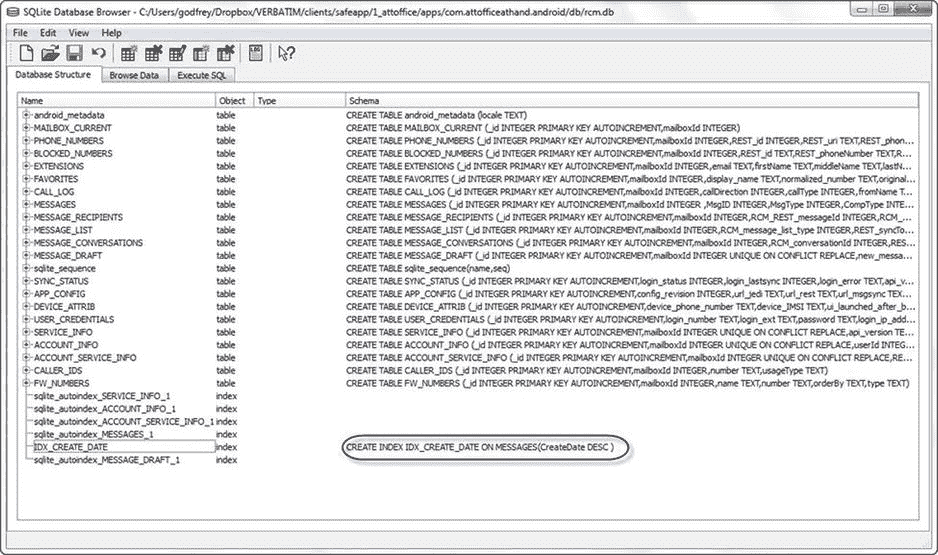 SQLite Database Browser - C:/Users/godfrey/Dropbox/VERBATIM/clients/safeapp/1_attoffice/apps/com.attofficeathand.android/db/rcm.db
File Edit View Help
LOG
Database Structure Browse Data Execute SQL
Name Object Type Schema
android_metadata table CREATE TABLE android_metadata (locale TEXT)
MAILBOX_CURRENT table CREATE TABLE MAILBOX_CURRENT (_id INTEGER PRIMARY KEY AUTOINCREMENT,mailboxId INTEGER)
PHONE_NUMBERS table CREATE TABLE PHONE_NUMBERS (_id INTEGER PRIMARY KEY AUTOINCREMENT,mailboxId INTEGER,REST_id INTEGER,REST_uri TEXT,REST_phon...
BLOCKED_NUMBERS table CREATE TABLE BLOCKED_NUMBERS (_id INTEGER PRIMARY KEY AUTOINCREMENT,mailboxId INTEGER,REST_id TEXT,REST_phoneNumber TEXT,R...
EXTENSIONS table CREATE TABLE EXTENSIONS (_id INTEGER PRIMARY KEY AUTOINCREMENT,mailboxId INTEGER,email TEXT,firstName TEXT,middleName TEXT,lastN...
FAVORITES table CREATE TABLE FAVORITES (_id INTEGER PRIMARY KEY AUTOINCREMENT,mailboxId INTEGER,display_name TEXT,normalized_number TEXT,original...
CALL_LOG table CREATE TABLE CALL_LOG (_id INTEGER PRIMARY KEY AUTOINCREMENT,mailboxId INTEGER,callDirection INTEGER,callType INTEGER,fromName T...
MESSAGES table CREATE TABLE MESSAGES (_id INTEGER PRIMARY KEY AUTOINCREMENT,mailboxId INTEGER ,MsgID INTEGER,MsgType INTEGER,CompType INTE...
MESSAGE_RECIPIENTS table CREATE TABLE MESSAGE_RECIPIENTS (_id INTEGER PRIMARY KEY AUTOINCREMENT,mailboxId INTEGER,RCM_REST_messageId INTEGER,RCM_...
MESSAGE_LIST table CREATE TABLE MESSAGE_LIST (_id INTEGER PRIMARY KEY AUTOINCREMENT,mailboxId INTEGER,RCM_message_list_type INTEGER,REST_syncTo...
MESSAGE_CONVERSATIONS table CREATE TABLE MESSAGE_CONVERSATIONS (_id INTEGER PRIMARY KEY AUTOINCREMENT,mailboxId INTEGER,RCM_conversationId INTEGER,RES...
MESSAGE_DRAFT table CREATE TABLE MESSAGE_DRAFT (_id INTEGER PRIMARY KEY AUTOINCREMENT,mailboxId INTEGER UNIQUE ON CONFLICT REPLACE,new_messa...
sqlite_sequence table CREATE TABLE sqlite_sequence(name,seq)
SYNC_STATUS table CREATE TABLE SYNC_STATUS (_id INTEGER PRIMARY KEY AUTOINCREMENT,login_status INTEGER,login_lastsync INTEGER,login_error TEXT,api_v...
APP_CONFIG table CREATE TABLE APP_CONFIG (_id INTEGER PRIMARY KEY AUTOINCREMENT,config_revision INTEGER,url_jedi TEXT,url_rest TEXT,url_msgsync TEX...
DEVICE_ATTRIB table CREATE TABLE DEVICE_ATTRIB (_id INTEGER PRIMARY KEY AUTOINCREMENT,device_phone_number TEXT,device_IMSI TEXT,ui_launched_after_b...
USER_CREDENTIALS table CREATE TABLE USER_CREDENTIALS (_id INTEGER PRIMARY KEY AUTOINCREMENT,login_number TEXT,login_ext TEXT,password TEXT,login_ip_add...
SERVICE_INFO table CREATE TABLE SERVICE_INFO (_id INTEGER PRIMARY KEY AUTOINCREMENT,mailboxId INTEGER UNIQUE ON CONFLICT REPLACE,api_version TE...
ACCOUNT_INFO table CREATE TABLE ACCOUNT_INFO (_id INTEGER PRIMARY KEY AUTOINCREMENT,mailboxId INTEGER UNIQUE ON CONFLICT REPLACE,userId INTEG...
ACCOUNT_SERVICE_INFO table CREATE TABLE ACCOUNT_SERVICE_INFO (_id INTEGER PRIMARY KEY AUTOINCREMENT,mailboxId INTEGER UNIQUE ON CONFLICT REPLACE,RE...
CALLER_IDS table CREATE TABLE CALLER_IDS (_id INTEGER PRIMARY KEY AUTOINCREMENT,mailboxId INTEGER,number TEXT,usageType TEXT)
FW_NUMBERS table CREATE TABLE FW_NUMBERS (_id INTEGER PRIMARY KEY AUTOINCREMENT,mailboxId INTEGER,name TEXT,number TEXT,orderBy TEXT,type TEXT)
sqlite_autoindex_SERVICE_INFO_1 index
sqlite_autoindex_ACCOUNT_INFO_1 index
sqlite_autoindex_ACCOUNT_SERVICE_INFO_1 index
sqlite_autoindex_MESSAGES_1 index
IDX_CREATE_DATE index CREATE INDEX IDX_CREATE_DATE ON MESSAGES(CreateDate DESC )
sqlite_autoindex_MESSAGE_DRAFT_1 index